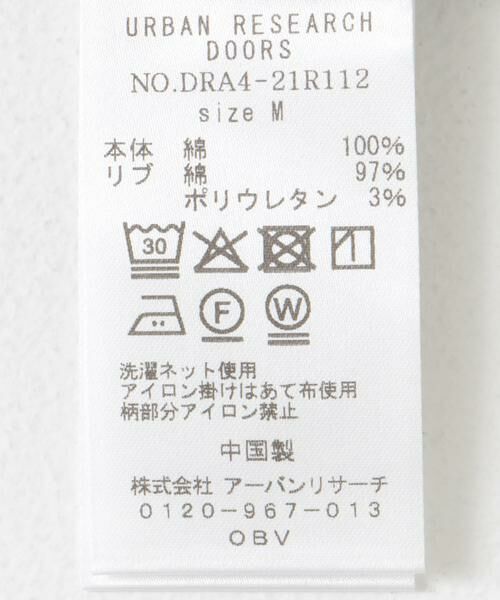 URBAN RESEARCH
DOORS
NO.DRA4-21R112
size M
本体 綿 100%
リブ 綿 97%
ポリウレタン 3%
30
F W
洗濯ネット使用
アイロン掛けはあて布使用
柄部分アイロン禁止
中国製
株式会社 アーバンリサーチ
0120-967-013
OBV